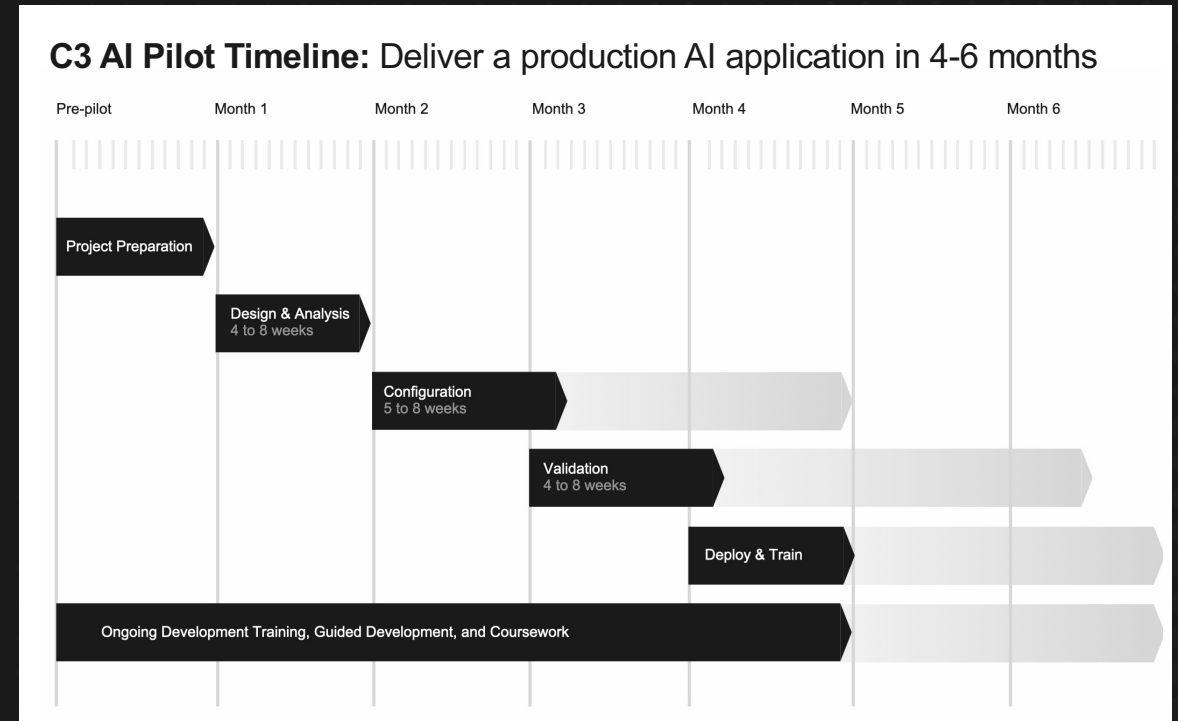 C3 AI Pilot Timeline: Deliver a production AI application in 4-6 months
Pre-pilot
Month 1
Month 2
Month 3
Month 4
Month 5
Month 6
Project Preparation
Design & Analysis
4 to 8 weeks
Configuration
5 to 8 weeks
Validation
4 to 8 weeks
Deploy & Train
Ongoing Development Training, Guided Development, and Coursework